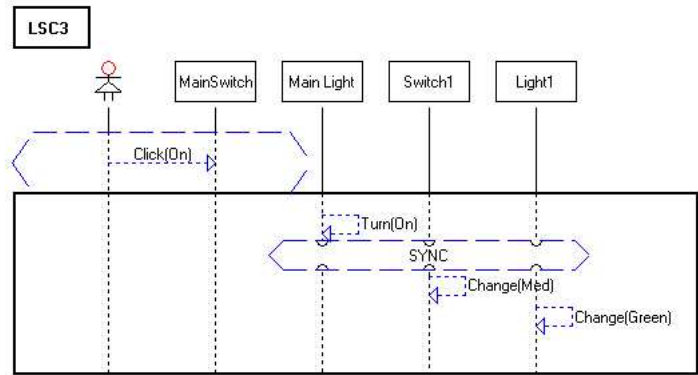 LSC3
MainSwitch
Main Light
Switch1
Light1
Click(On)
Turn(On)
SYNC
Change(Med)
Change(Green)